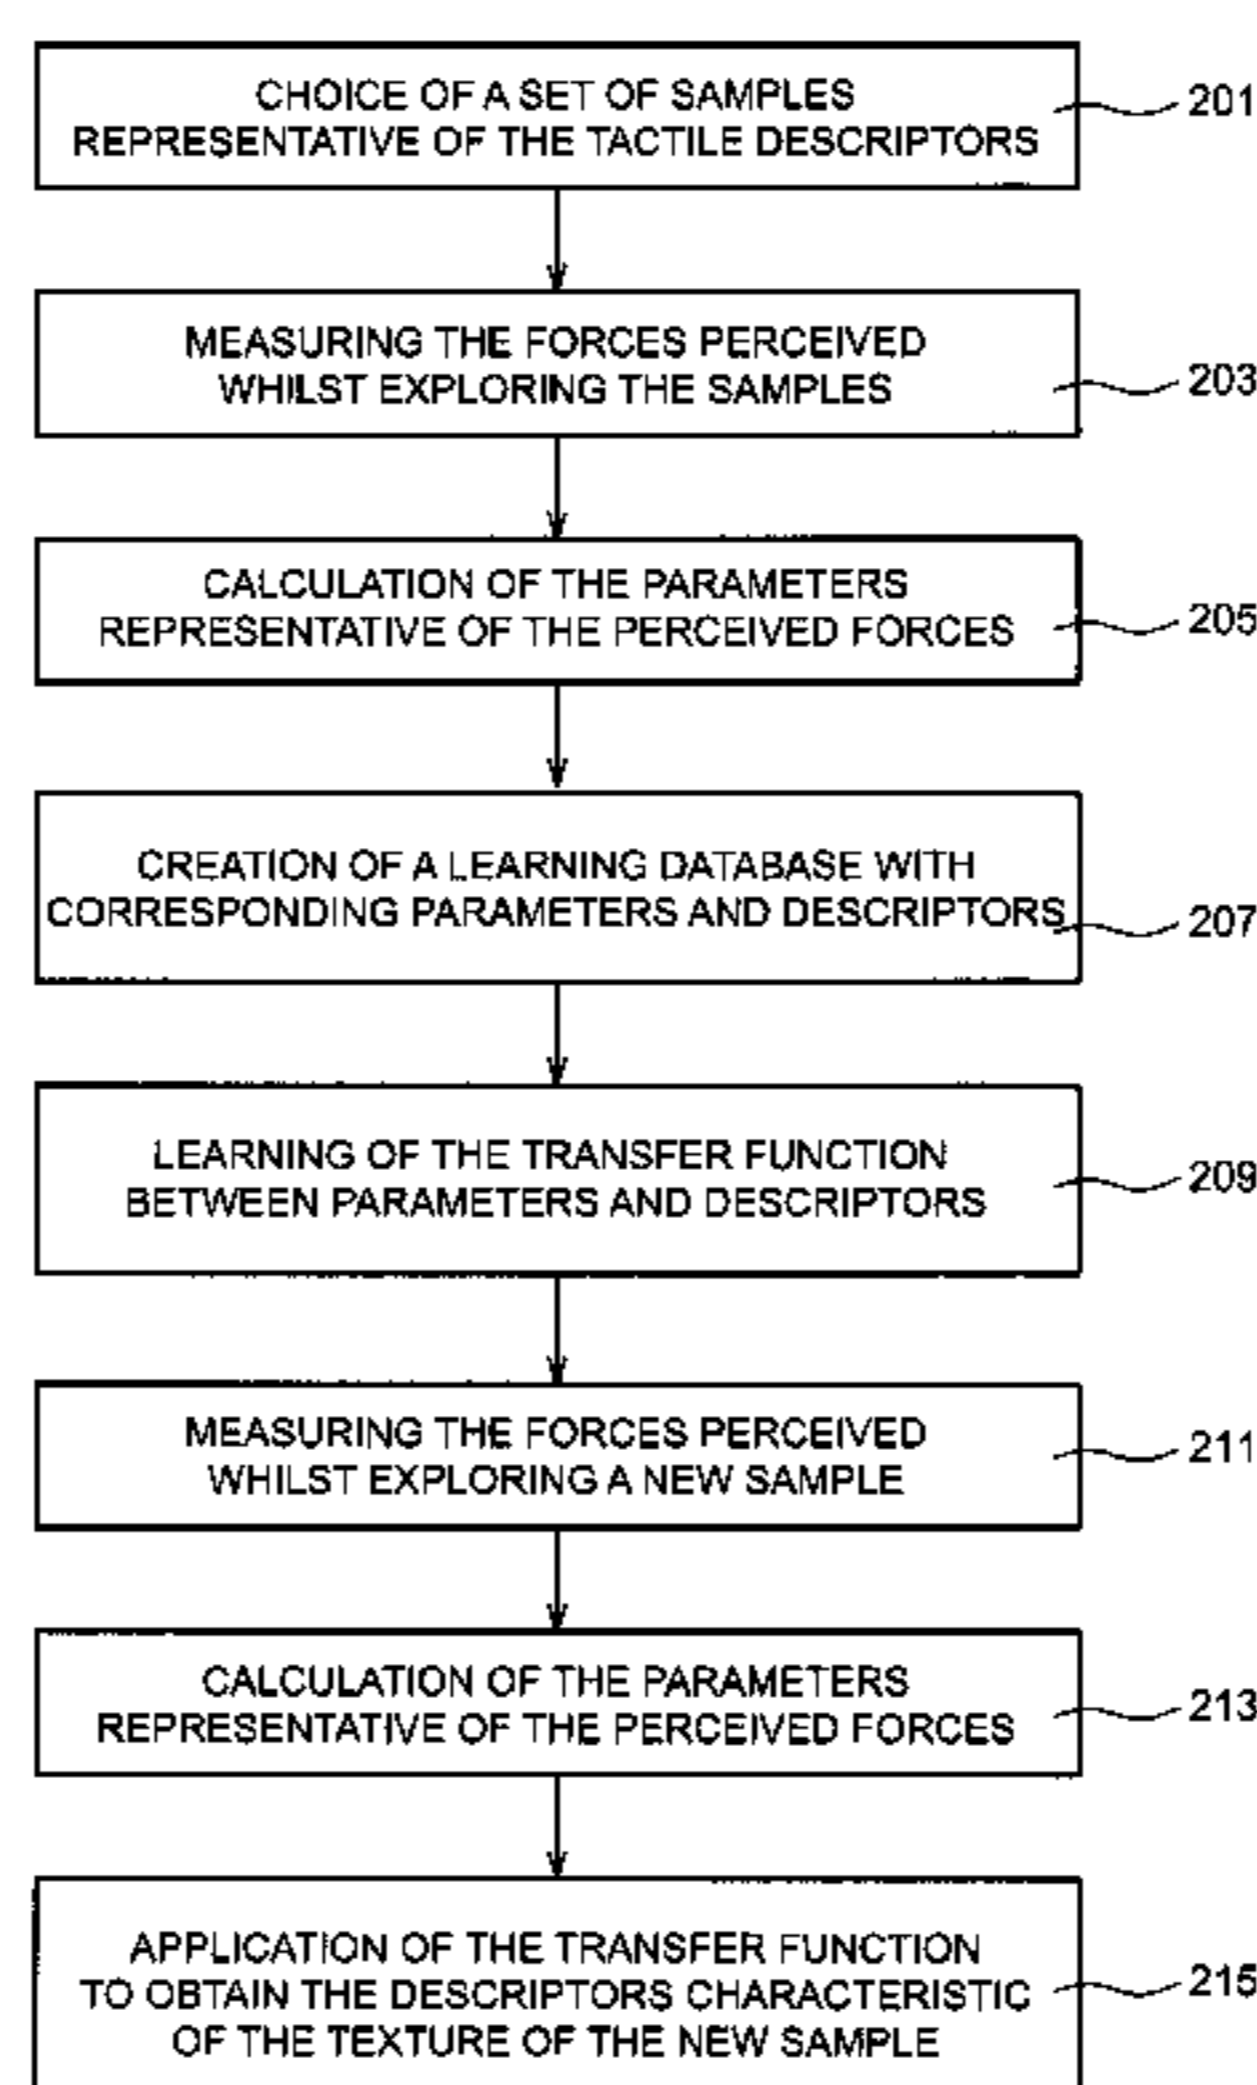 CHOICE OF A SET OF SAMPLES
REPRESENTATIVE OF THE TACTILE DESCRIPTORS
201
MEASURING THE FORCES PERCEIVED
WHILST EXPLORING THE SAMPLES
203
CALCULATION OF THE PARAMETERS
REPRESENTATIVE OF THE PERCEIVED FORCES
205
CREATION OF A LEARNING DATABASE WITH
CORRESPONDING PARAMETERS AND DESCRIPTORS
207
LEARNING OF THE TRANSFER FUNCTION
BETWEEN PARAMETERS AND DESCRIPTORS
209
MEASURING THE FORCES PERCEIVED
WHILST EXPLORING A NEW SAMPLE
211
CALCULATION OF THE PARAMETERS
REPRESENTATIVE OF THE PERCEIVED FORCES
213
APPLICATION OF THE TRANSFER FUNCTION
TO OBTAIN THE DESCRIPTORS CHARACTERISTIC
OF THE TEXTURE OF THE NEW SAMPLE
215